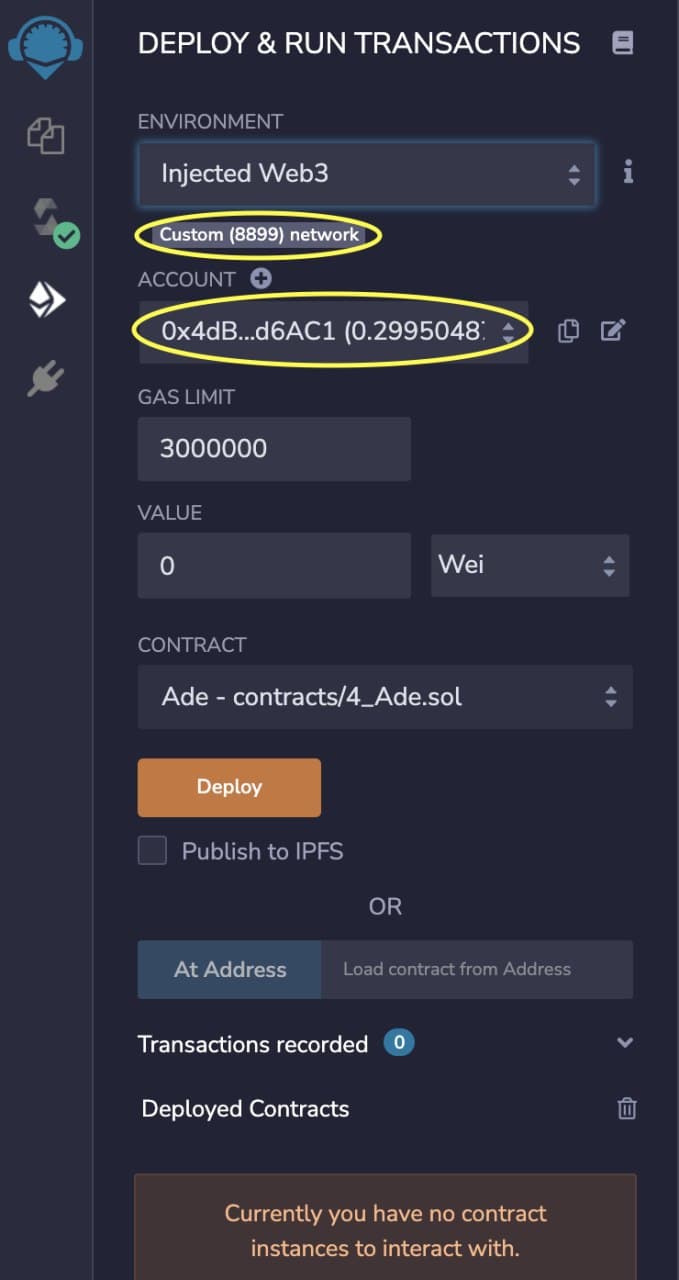 DEPLOY & RUN TRANSACTIONS
ENVIRONMENT
Injected Web3
Custom (8899) network
ACCOUNT
0x4dB...d6AC1 (0.2995048
GAS LIMIT
3000000
VALUE
0 Wei
CONTRACT
Ade - contracts/4_Ade.sol
Deploy
Publish to IPFS
OR
At Address Load contract from Address
Transactions recorded 0
Deployed Contracts
Currently you have no contract
instances to interact with.